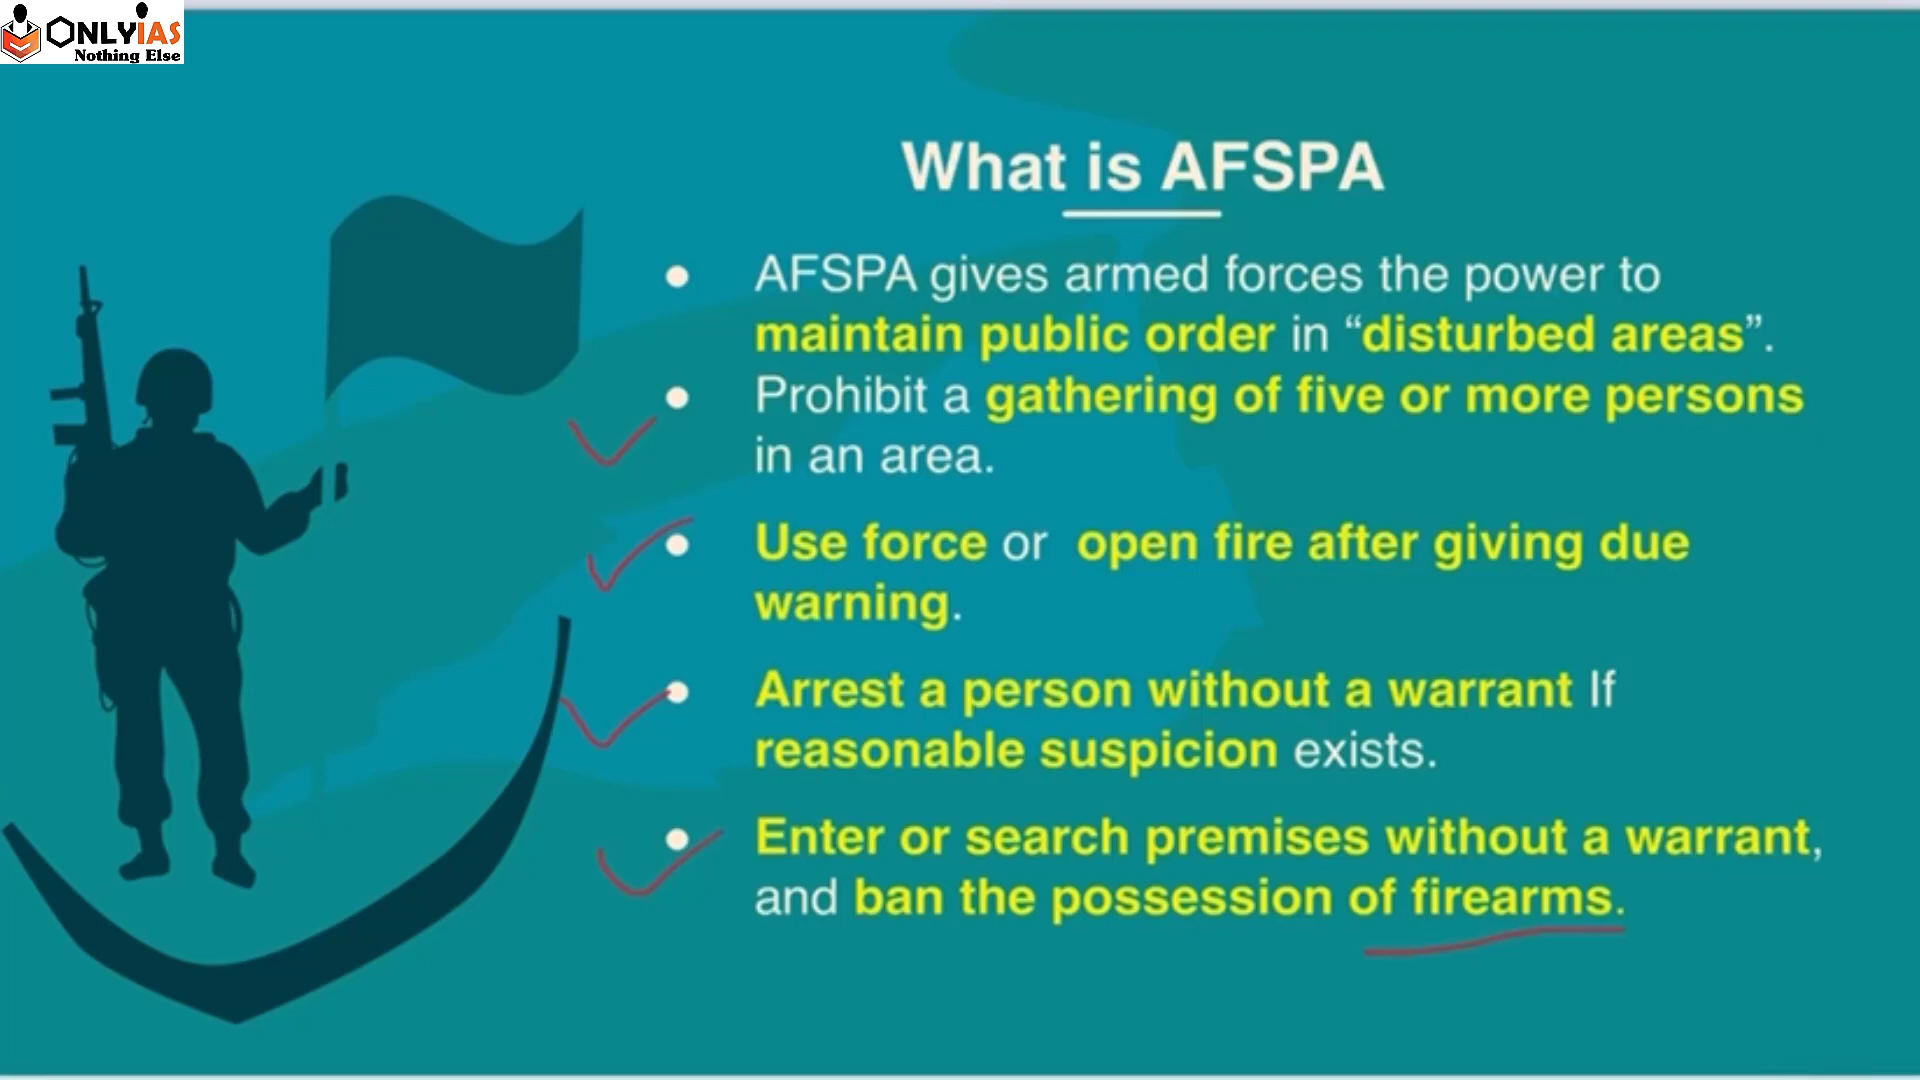 ONLYIAS
Nothing Else
What is AFSPA
• AFSPA gives armed forces the power to
maintain public order in “disturbed areas”.
• Prohibit a gathering of five or more persons
in an area.
• Use force or open fire after giving due
warning.
• Arrest a person without a warrant If
reasonable suspicion exists.
• Enter or search premises without a warrant,
and ban the possession of firearms.